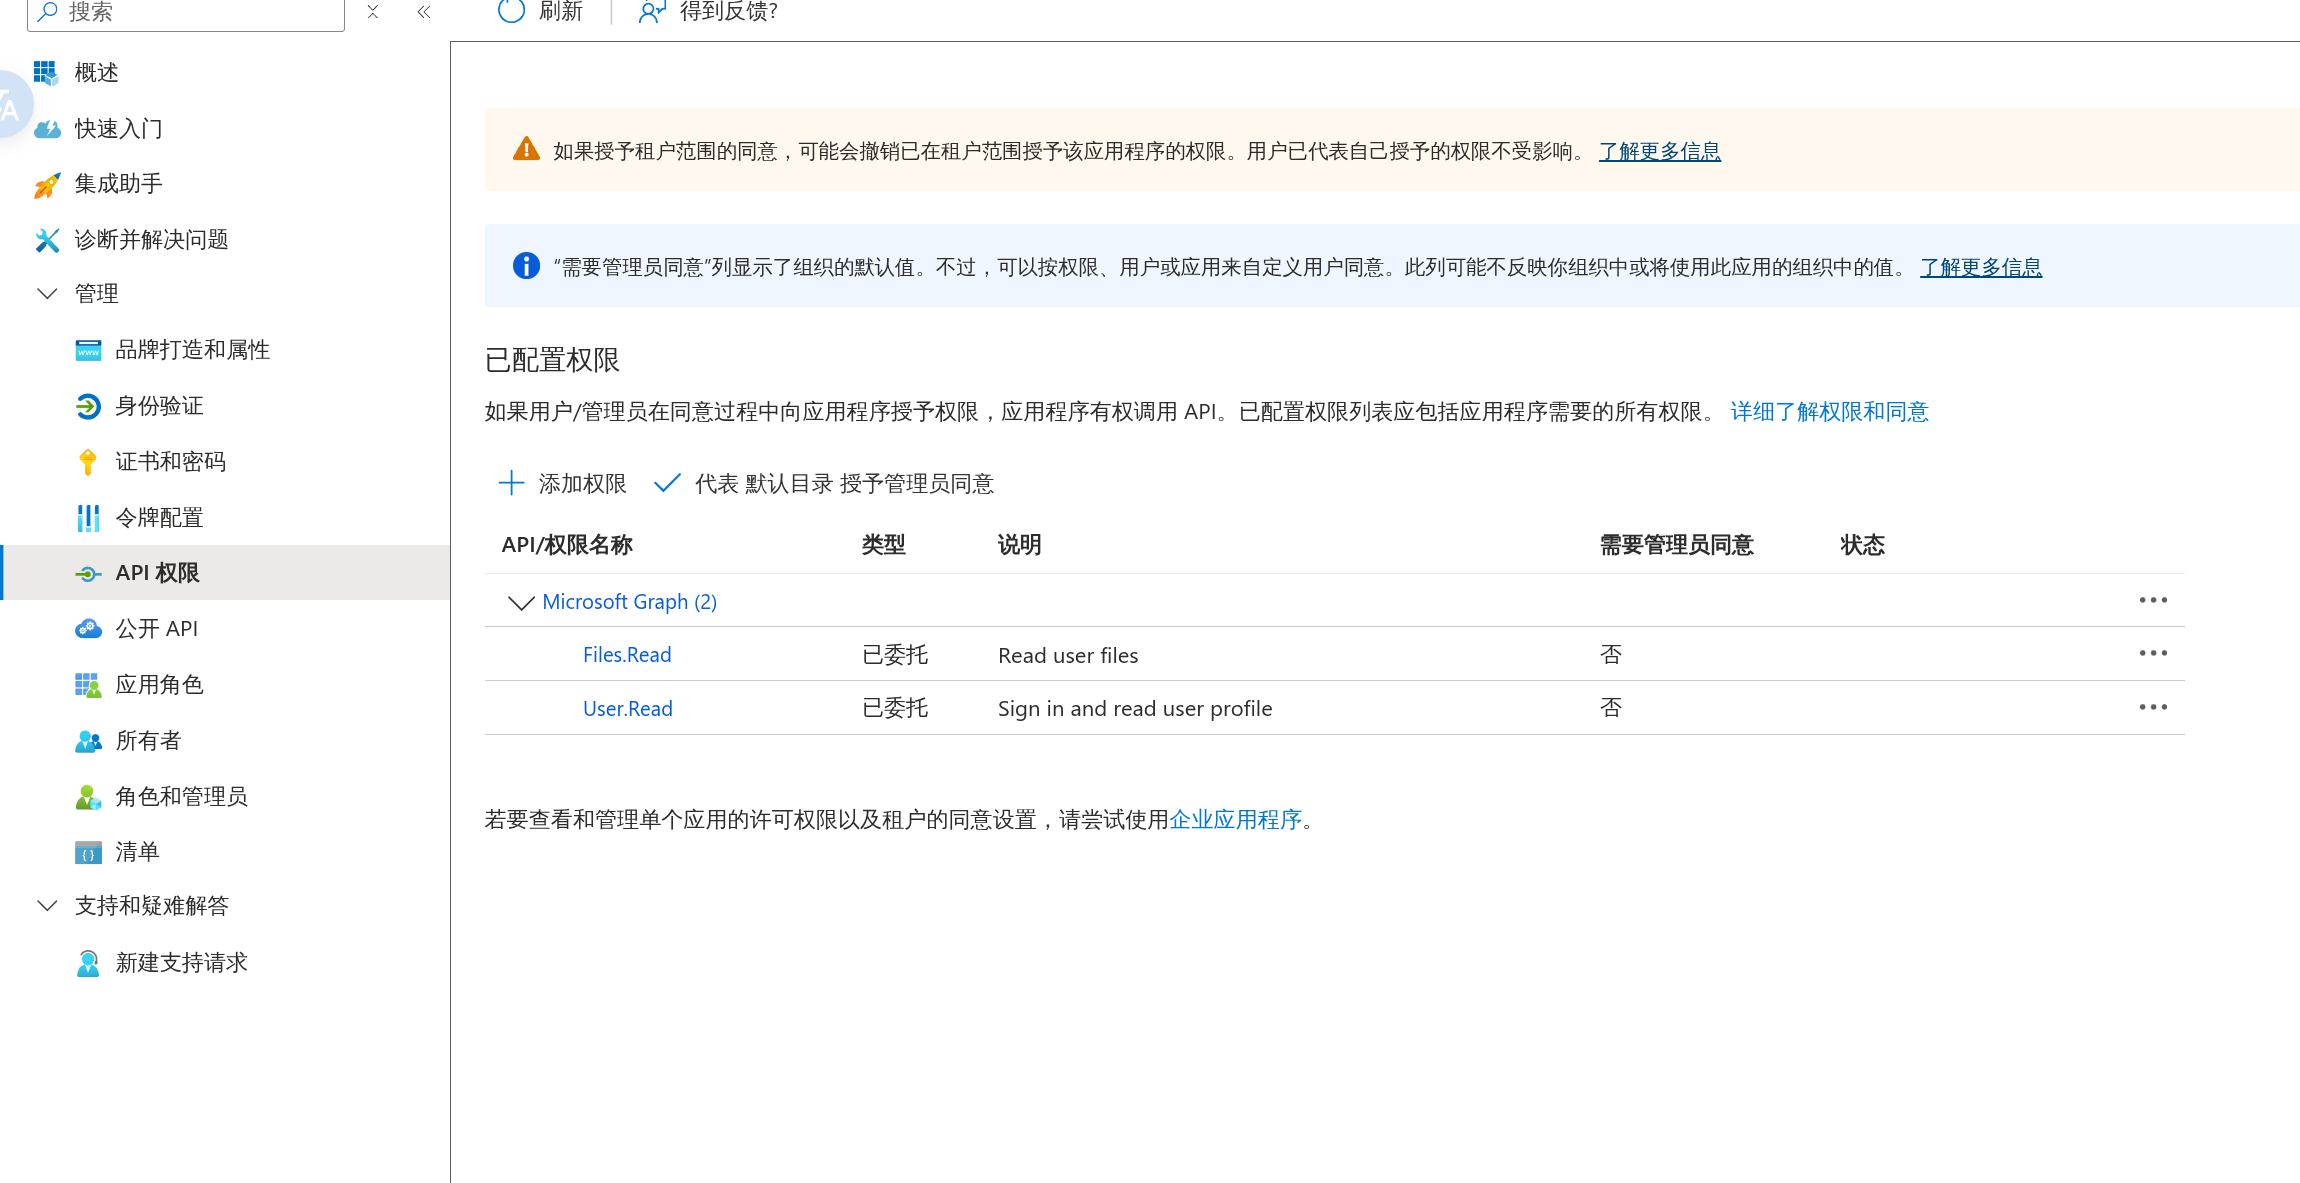 搜索
刷新
得到反馈?
概述
快速入门
集成助手
诊断并解决问题
管理
品牌打造和属性
身份验证
证书和密码
令牌配置
API 权限
公开 API
应用角色
所有者
角色和管理员
清单
支持和疑难解答
新建支持请求
如果授予租户范围的同意，可能会撤销已在租户范围授予该应用程序的权限。用户已代表自己授予的权限不受影响。 了解更多信息
“需要管理员同意”列显示了组织的默认值。不过，可以按权限、用户或应用来自定义用户同意。此列可能不反映你组织中或将使用此应用的组织中的值。 了解更多信息
已配置权限
如果用户/管理员在同意过程中向应用程序授予权限，应用程序有权调用 API。已配置权限列表应包括应用程序需要的所有权限。 详细了解权限和同意
添加权限 代表 默认目录 授予管理员同意
API/权限名称 类型 说明 需要管理员同意 状态
Microsoft Graph (2)
Files.Read 已委托 Read user files 否
User.Read 已委托 Sign in and read user profile 否
若要查看和管理单个应用的许可权限以及租户的同意设置，请尝试使用企业应用程序。